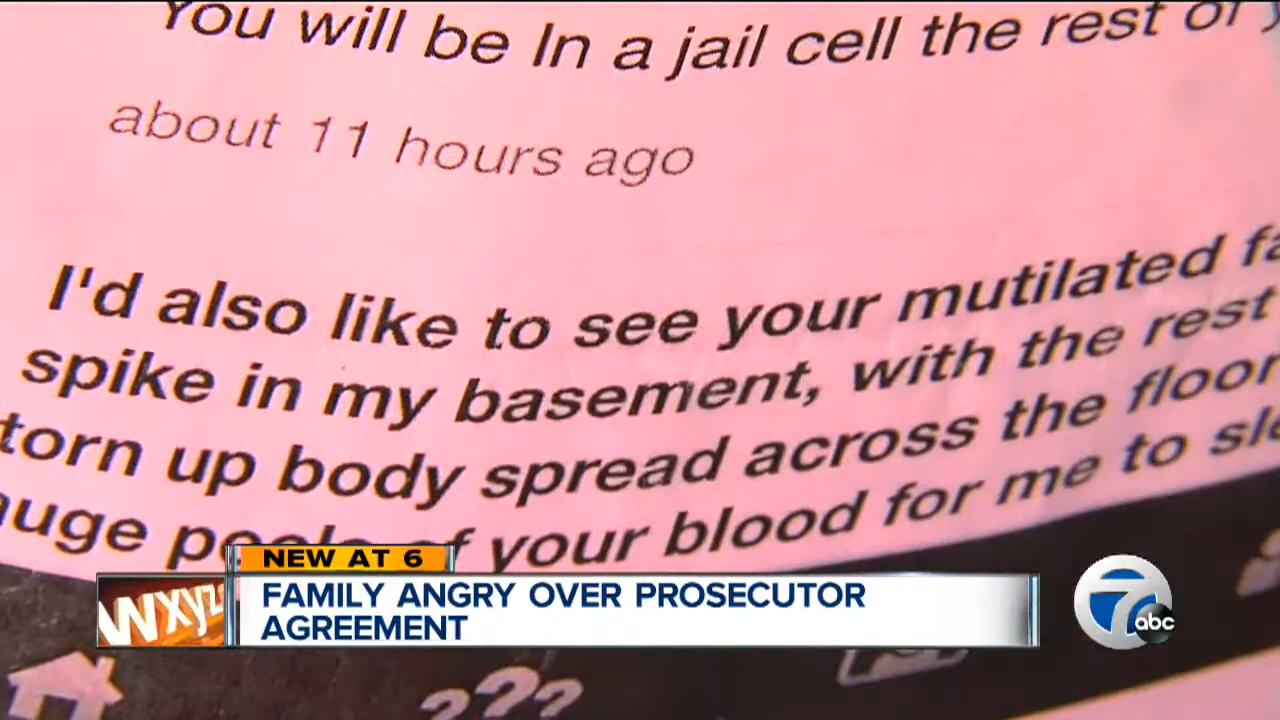 You will be In a jail cell the rest of
about 11 hours ago
I'd also like to see your mutilated
spike in my basement, with the rest
torn up body spread across the floor
of your blood for me to
NEW AT 6
WXYZ
FAMILY ANGRY OVER PROSECUTOR
AGREEMENT
7
abc
???